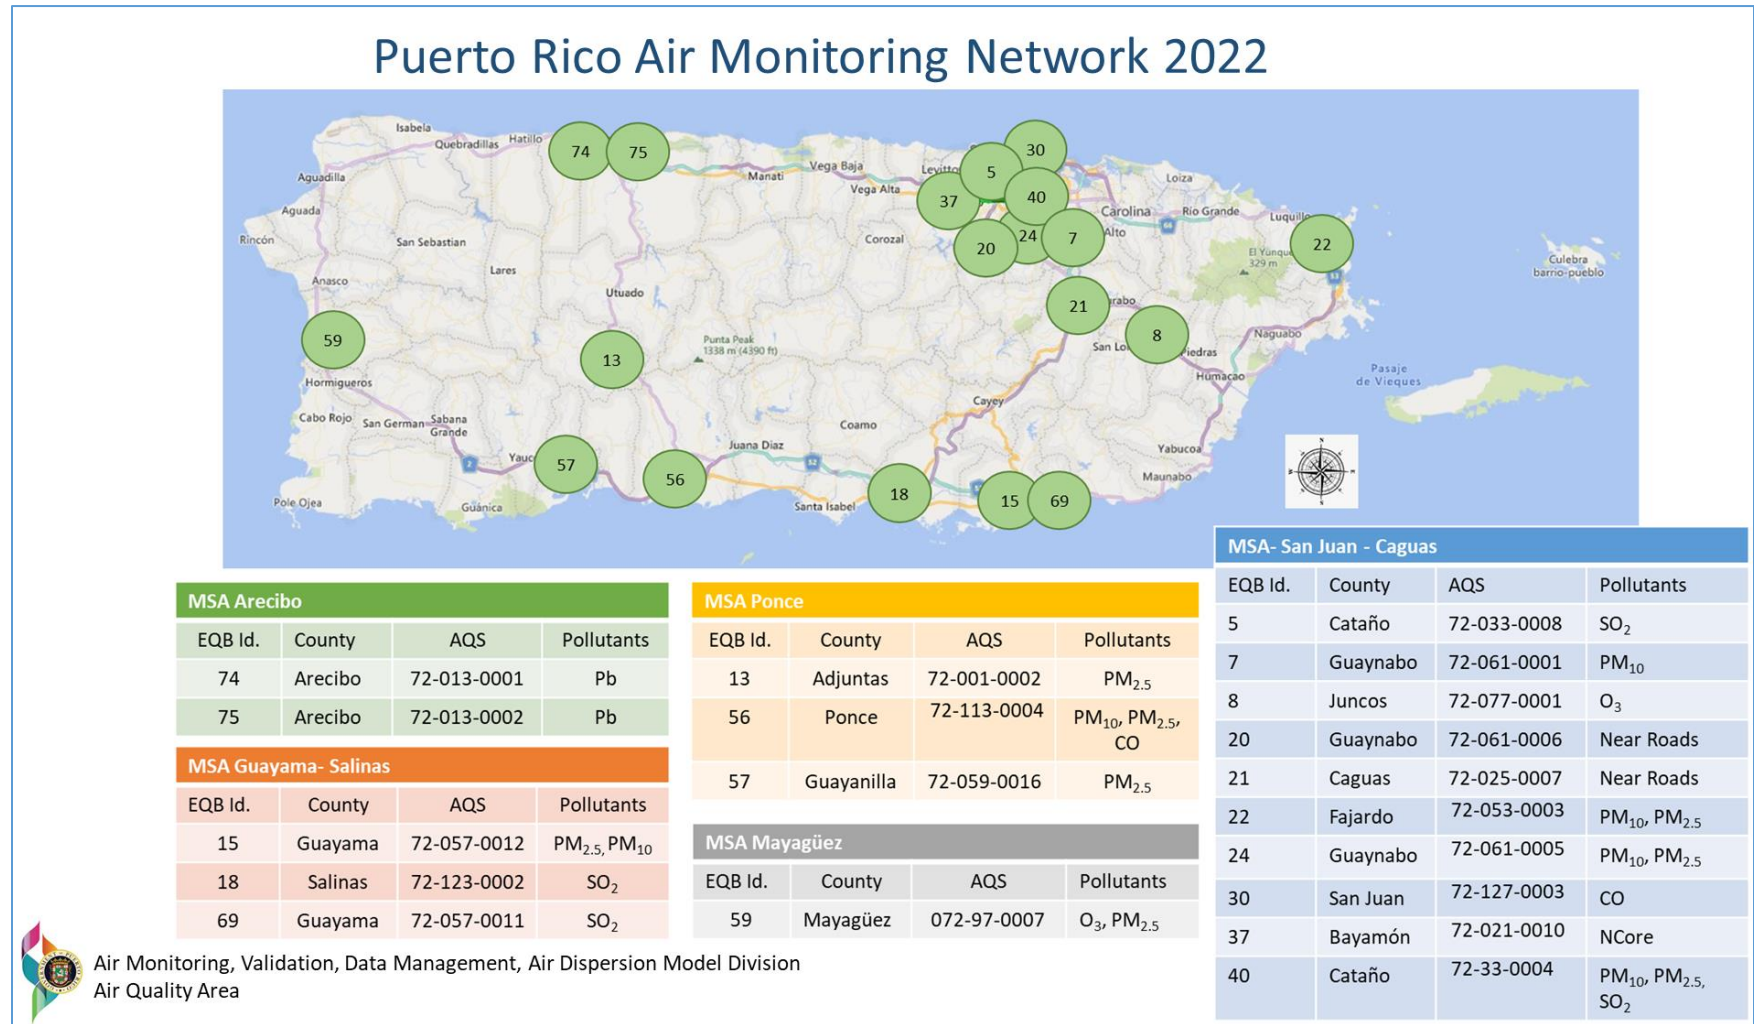 Puerto Rico Air Monitoring Network 2022
Isabela
Quebradillas
Hatillo
74
75
30
Aguadilla
Manati
Vega Baja
Levitto
5
Loiza
Vega Alta
37
40
Aguada
Carolina
Rio Grande
Luquillo
Rincón
San Sebastian
Corozal
20
24
7
Alto
22
Lares
El Yunque
329 m
Culebra
barrio-pueblo
Anasco
Utuado
21
urabo
59
13
Punta Peak
1338 m (4390 ft)
8
San Lo
Piedras
Naguabo
Hormigueros
Humacao
Pasaje
de Vieques
Cabo Rojo
San German
Sabana
Grande
Cayey
Coamo
Yauc
57
2
56
Juana Diaz
52
Yabucoa
Maunabo
18
15
69
Pole Ojea
Guánica
Santa Isabel
66
53
MSA Arecibo
EQB Id. County AQS Pollutants
74 Arecibo 72-013-0001 Pb
75 Arecibo 72-013-0002 Pb
MSA Guayama- Salinas
EQB Id. County AQS Pollutants
15 Guayama 72-057-0012 PM2.5, PM10
18 Salinas 72-123-0002 SO2
69 Guayama 72-057-0011 SO2
MSA Ponce
EQB Id. County AQS Pollutants
13 Adjuntas 72-001-0002 PM2.5
56 Ponce 72-113-0004 PM10, PM2.5,
CO
57 Guayanilla 72-059-0016 PM2.5
MSA Mayagüez
EQB Id. County AQS Pollutants
59 Mayagüez 072-97-0007 O3, PM2.5
MSA- San Juan - Caguas
EQB Id. County AQS Pollutants
5 Cataño 72-033-0008 SO2
7 Guaynabo 72-061-0001 PM10
8 Juncos 72-077-0001 O3
20 Guaynabo 72-061-0006 Near Roads
21 Caguas 72-025-0007 Near Roads
22 Fajardo 72-053-0003 PM10, PM2.5
24 Guaynabo 72-061-0005 PM10, PM2.5
30 San Juan 72-127-0003 CO
37 Bayamón 72-021-0010 NCore
40 Cataño 72-33-0004 PM10, PM2.5,
SO2
Air Monitoring, Validation, Data Management, Air Dispersion Model Division
Air Quality Area